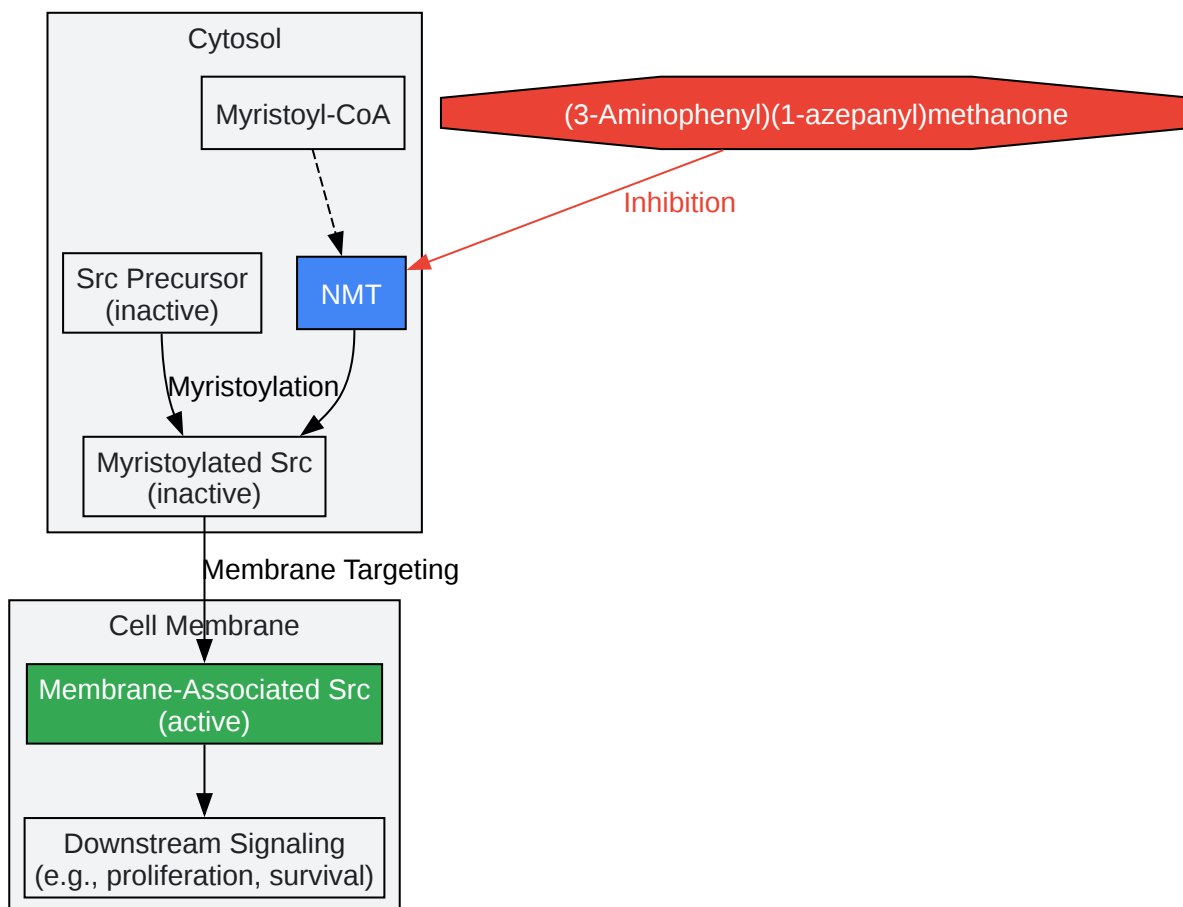 Cytosol
Myristoyl-CoA
(3-Aminophenyl)(1-azepanyl)methanone
Inhibition
Src Precursor
(inactive)
NMT
Myristoylation
Myristoylated Src
(inactive)
Membrane Targeting
Cell Membrane
Membrane-Associated Src
(active)
Downstream Signaling
(e.g., proliferation, survival)